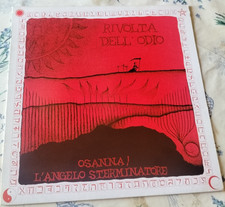 RIVOLTA
DELL'ODIO
OSANNA!
L'ANGELO STERMINATORE